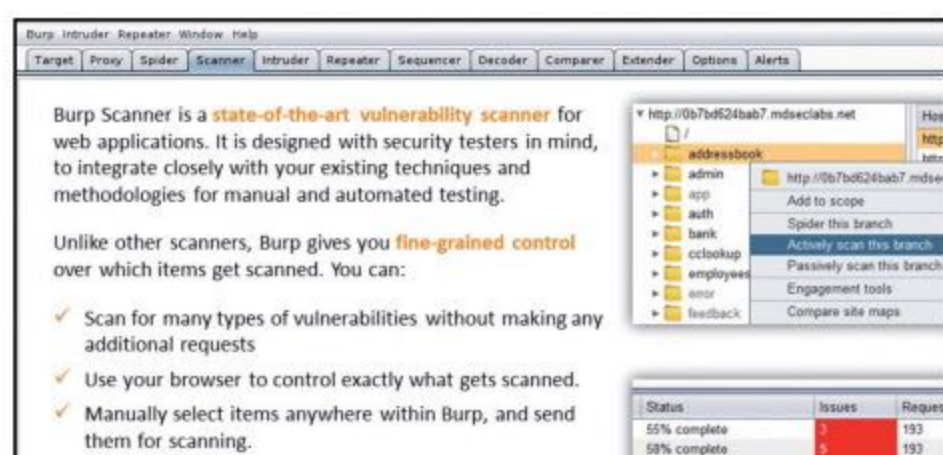 Burp Intruder Repeater Window Help
Target Proxy Spider Scanner Intruder Repeater Sequencer Decoder Comparer Extender Options Alerts
Burp Scanner is a state-of-the-art vulnerability scanner for
web applications. It is designed with security testers in mind,
to integrate closely with your existing techniques and
methodologies for manual and automated testing.
Unlike other scanners, Burp gives you fine-grained control
over which items get scanned. You can:
✓ Scan for many types of vulnerabilities without making any
additional requests
✓ Use your browser to control exactly what gets scanned.
✓ Manually select items anywhere within Burp, and send
them for scanning.
http://0b7bd624bab7.mdseclabs.net
/
addressbook
admin
app
auth
bank
cclookup
employees
error
feedback
Add to scope
Spider this branch
Actively scan this branch
Passively scan this branch
Engagement tools
Compare site maps
Status Issues
55% complete 3 193
58% complete 5 193